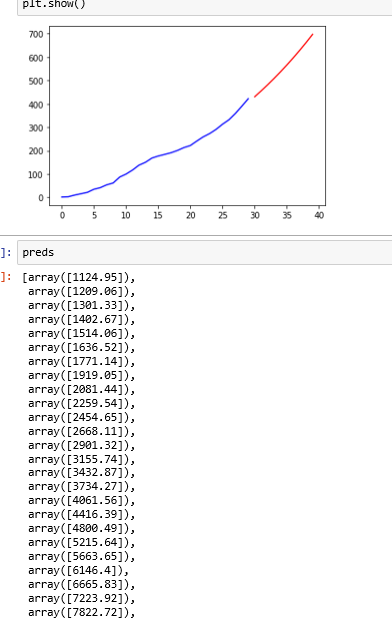 plt.show()
700
600
500
400
300
200
100
0
0 5 10 15 20 25 30 35 40
]: preds
]: [array([1124.95]),
array([1209.06]),
array([1301.33]),
array([1402.67]),
array([1514.06]),
array([1636.52]),
array([1771.14]),
array([1919.05]),
array([2081.44]),
array([2259.54]),
array([2454.65]),
array([2668.11]),
array([2901.32]),
array([3155.74]),
array([3432.87]),
array([3734.27]),
array([4061.56]),
array([4416.39]),
array([4800.49]),
array([5215.64]),
array([5663.65]),
array([6146.4]),
array([6665.83]),
array([7223.92]),
array([7822.72]),